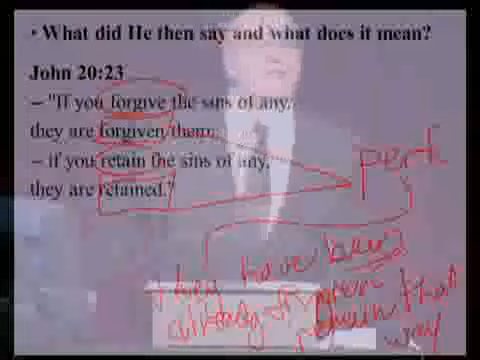 • What did He then say and what does it mean?
John 20:23
– "If you forgive the sins of any,
they are forgiven them;
– if you retain the sins of any,
they are retained."
perf.
they have been
already
remain that
way